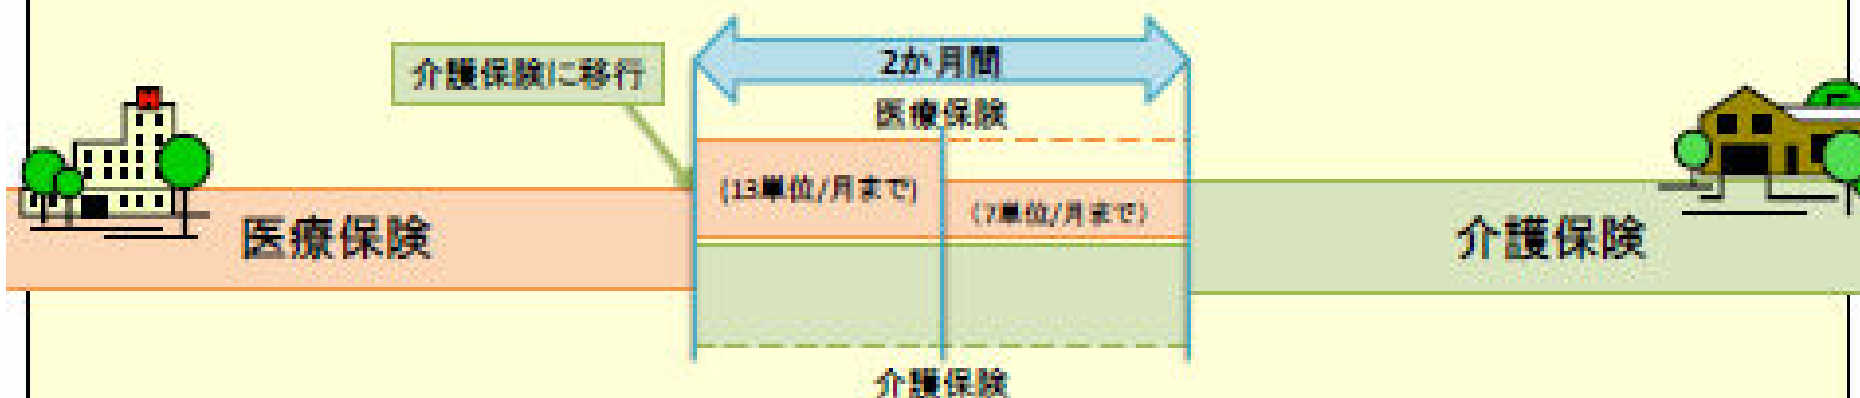 2か月間
介護保険に移行
医療保険
(13単位/月まで)
（7単位/月まで）
医療保険
介護保険
介護保険